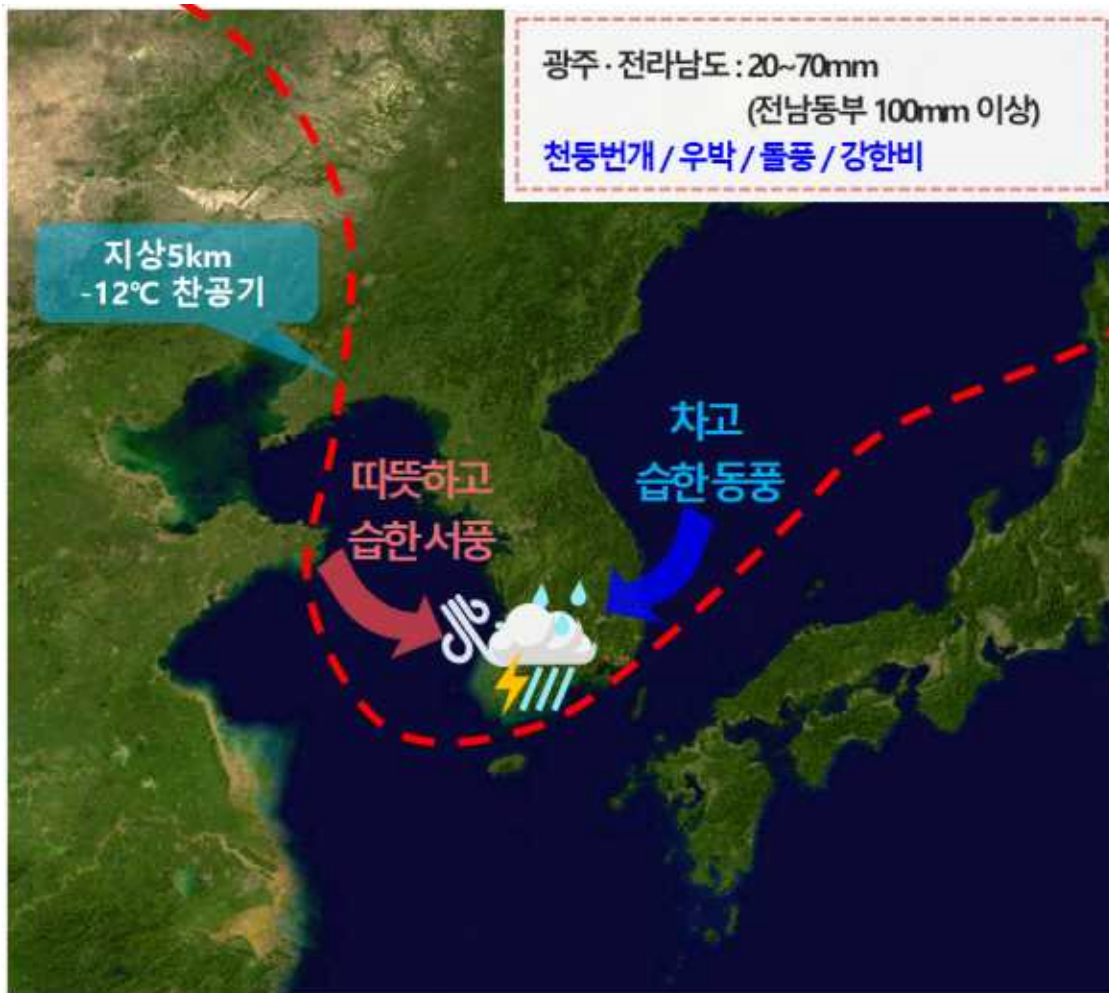 광주·전라남도 : 20~70mm
(전남동부 100mm 이상)
천둥번개 / 우박 / 돌풍 / 강한비
지상5km
-12℃ 찬공기
차고
습한 동풍
따뜻하고
습한 서풍